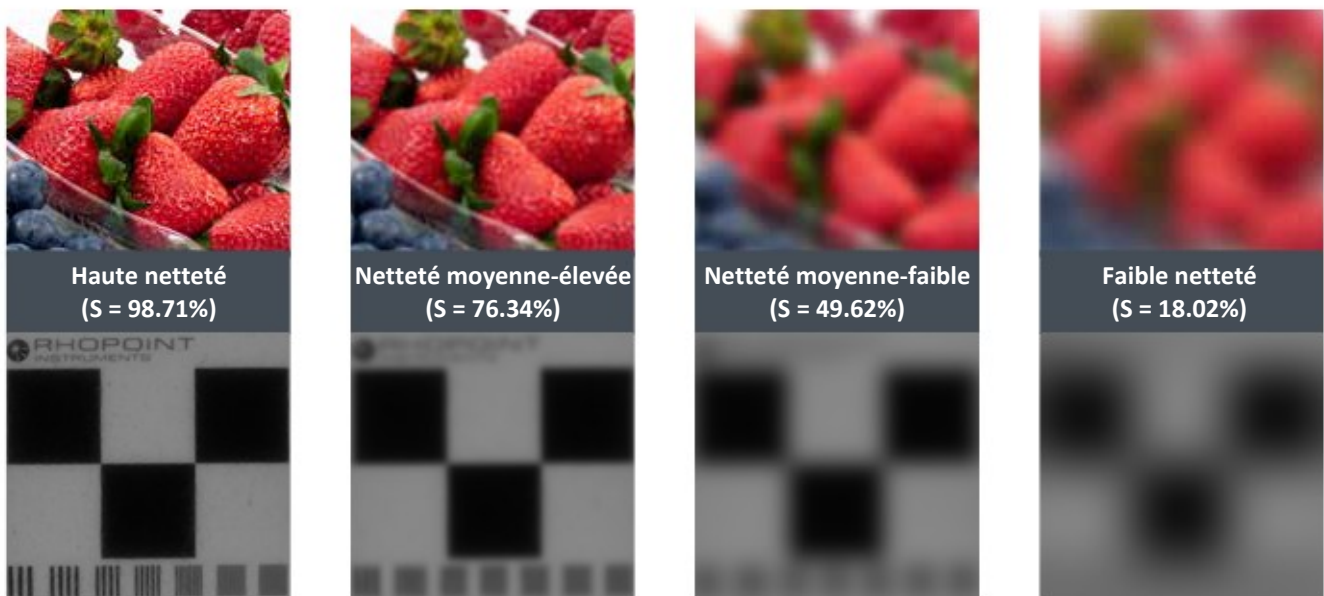 Haute netteté
(S = 98.71%)
Netteté moyenne-élevée
(S = 76.34%)
Netteté moyenne-faible
(S = 49.62%)
Faible netteté
(S = 18.02%)
RHOPOINT
INSTRUMENTS